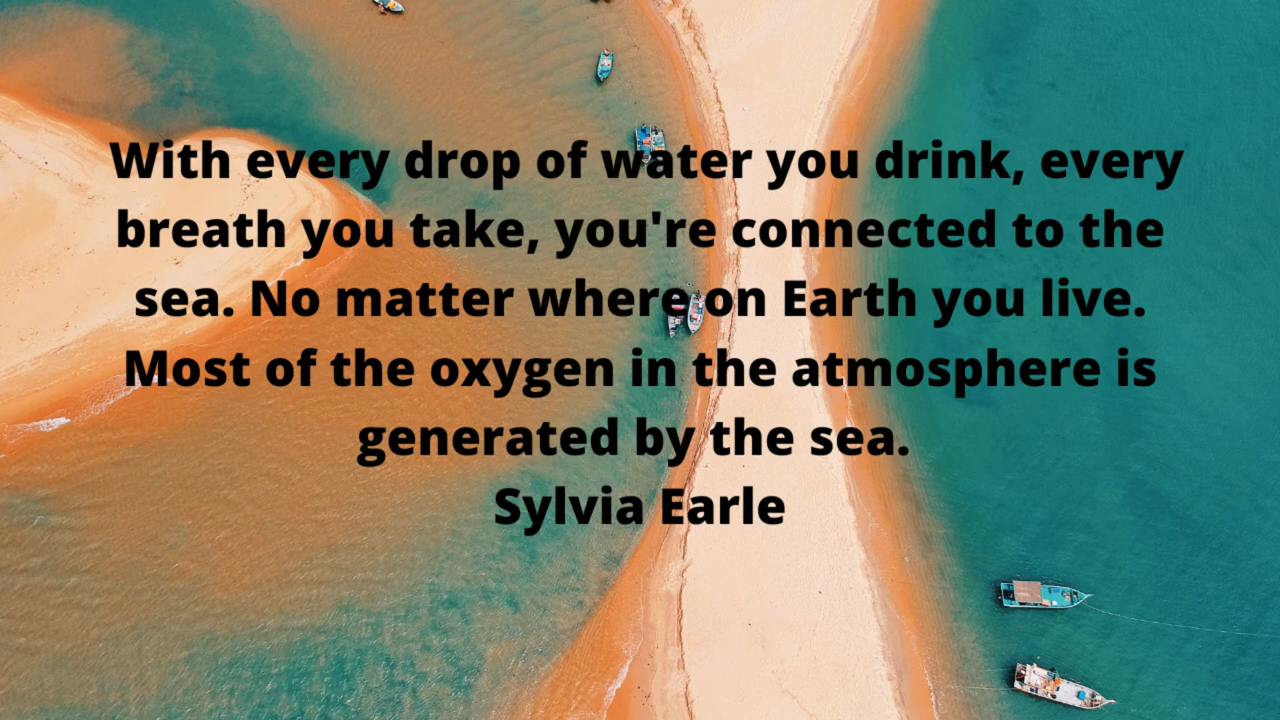 With every drop of water you drink, every
breath you take, you're connected to the
sea. No matter where on Earth you live.
Most of the oxygen in the atmosphere is
generated by the sea.
Sylvia Earle